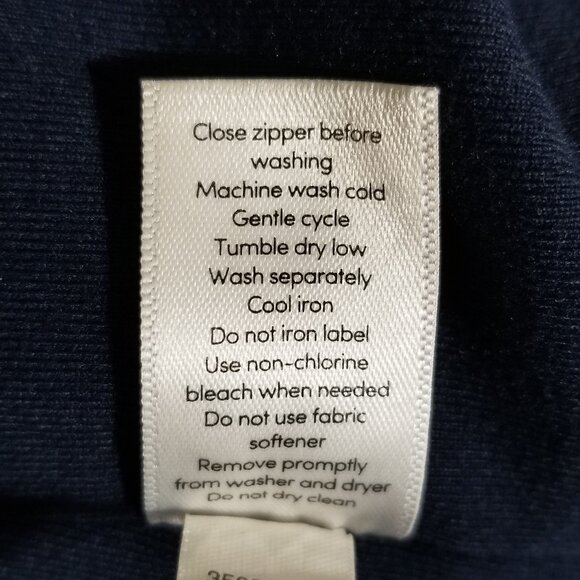 Close zipper before
washing
Machine wash cold
Gentle cycle
Tumble dry low
Wash separately
Cool iron
Do not iron label
Use non-chlorine
bleach when needed
Do not use fabric
softener
Remove promptly
from washer and dryer
Do not dry clean